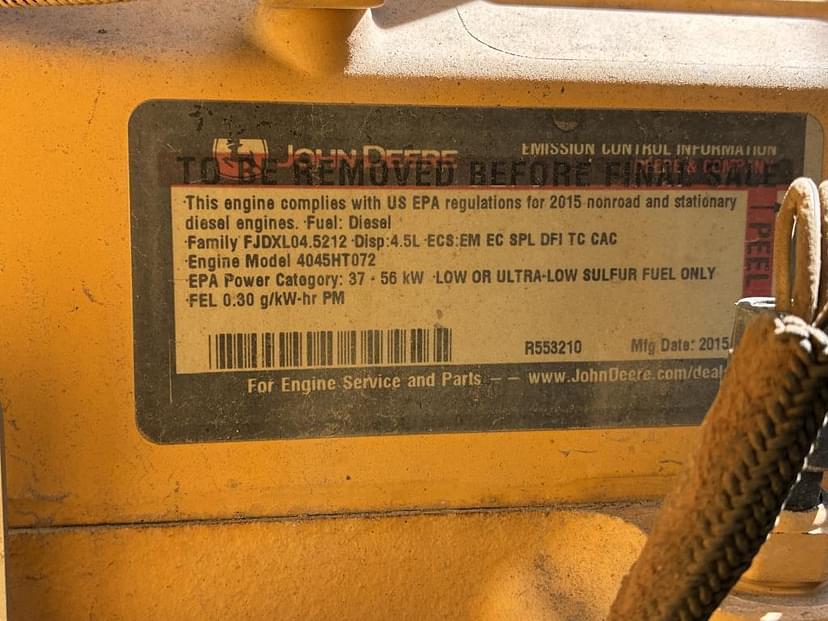 JOHN DEERE
EMISSION CONTROL INFORMATION
DEERE & COMPANY
TO BE REMOVED BEFORE FINAL SALE
This engine complies with US EPA regulations for 2015 nonroad and stationary
diesel engines. Fuel: Diesel
Family FJDXL04.5212 Disp:4.5L ECS:EM EC SPL DFI TC CAC
Engine Model 4045HT072
EPA Power Category: 37 - 56 kW LOW OR ULTRA-LOW SULFUR FUEL ONLY
FEL 0.30 g/kW-hr PM
PEEL
R553210 Mfg Date: 2015
For Engine Service and Parts -- www.JohnDeere.com/deal